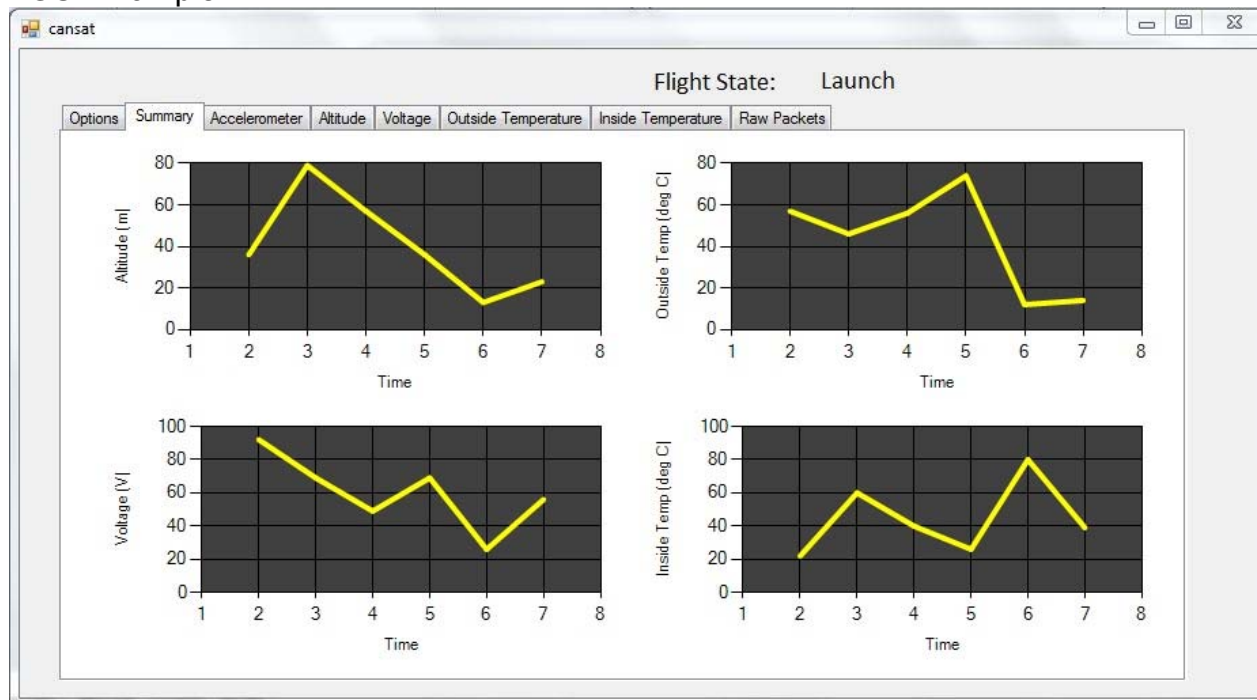 cansat
Flight State: Launch
Options Summary Accelerometer Altitude Voltage Outside Temperature Inside Temperature Raw Packets
80
60
40
20
0
Altitude (m|
1 2 3 4 5 6 7 8
Time
80
60
40
20
0
Outside Temp (deg C|
1 2 3 4 5 6 7 8
Time
100
80
60
40
20
0
Voltage (V|
1 2 3 4 5 6 7 8
Time
100
80
60
40
20
0
Inside Temp (deg C|
1 2 3 4 5 6 7 8
Time